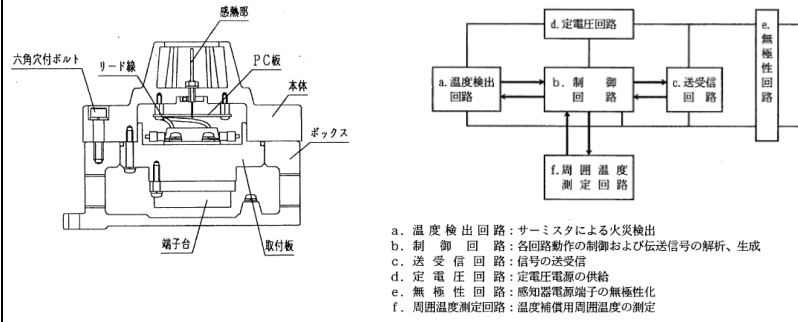 感熱部
六角穴付ボルト
リード線
PC板
本体
ボックス
端子台
取付板
d.定電圧回路
e.無極性回路
a.温度検出
回路
b.制御
回路
c.送受信
回路
f.周囲温度
測定回路
a.温度検出回路:サーミスタによる火災検出
b.制御回路:各回路動作の制御および伝送信号の解析、生成
c.送受信回路:信号の送受信
d.定電圧回路:定電圧電源の供給
e.無極性回路:感知器電源端子の無極性化
f.周囲温度測定回路:温度補償用周囲温度の測定